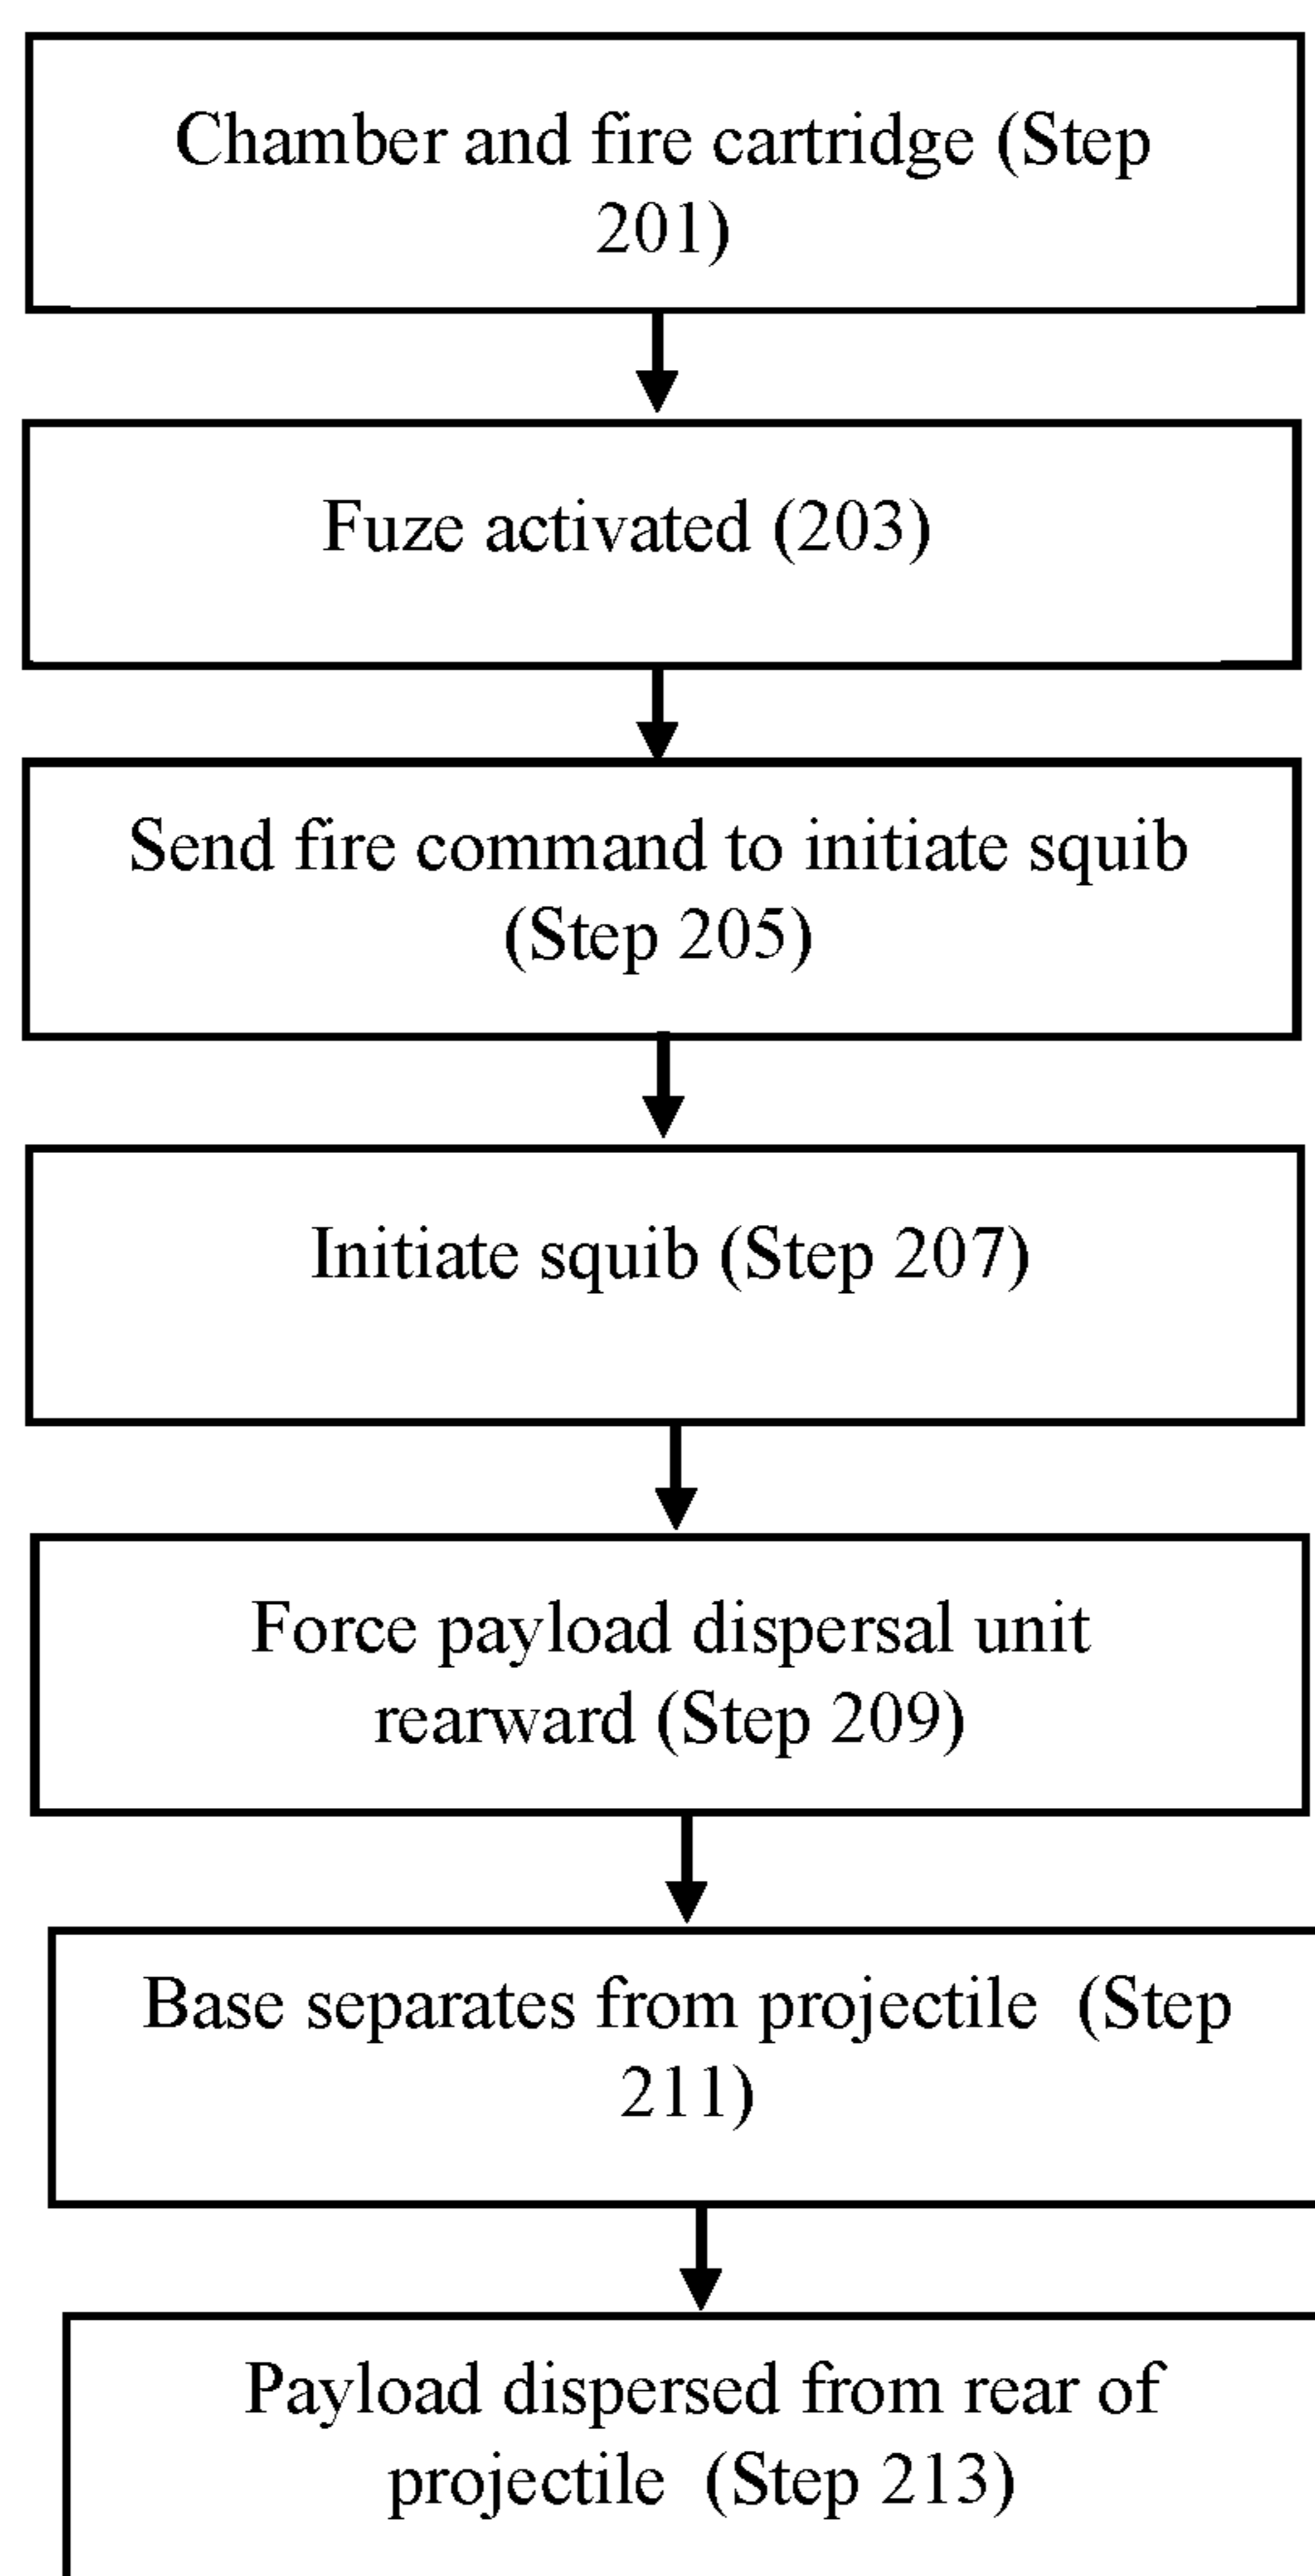 Chamber and fire cartridge (Step
201)
Fuze activated (203)
Send fire command to initiate squib
(Step 205)
Initiate squib (Step 207)
Force payload dispersal unit
rearward (Step 209)
Base separates from projectile  (Step
211)
Payload dispersed from rear of
projectile  (Step 213)